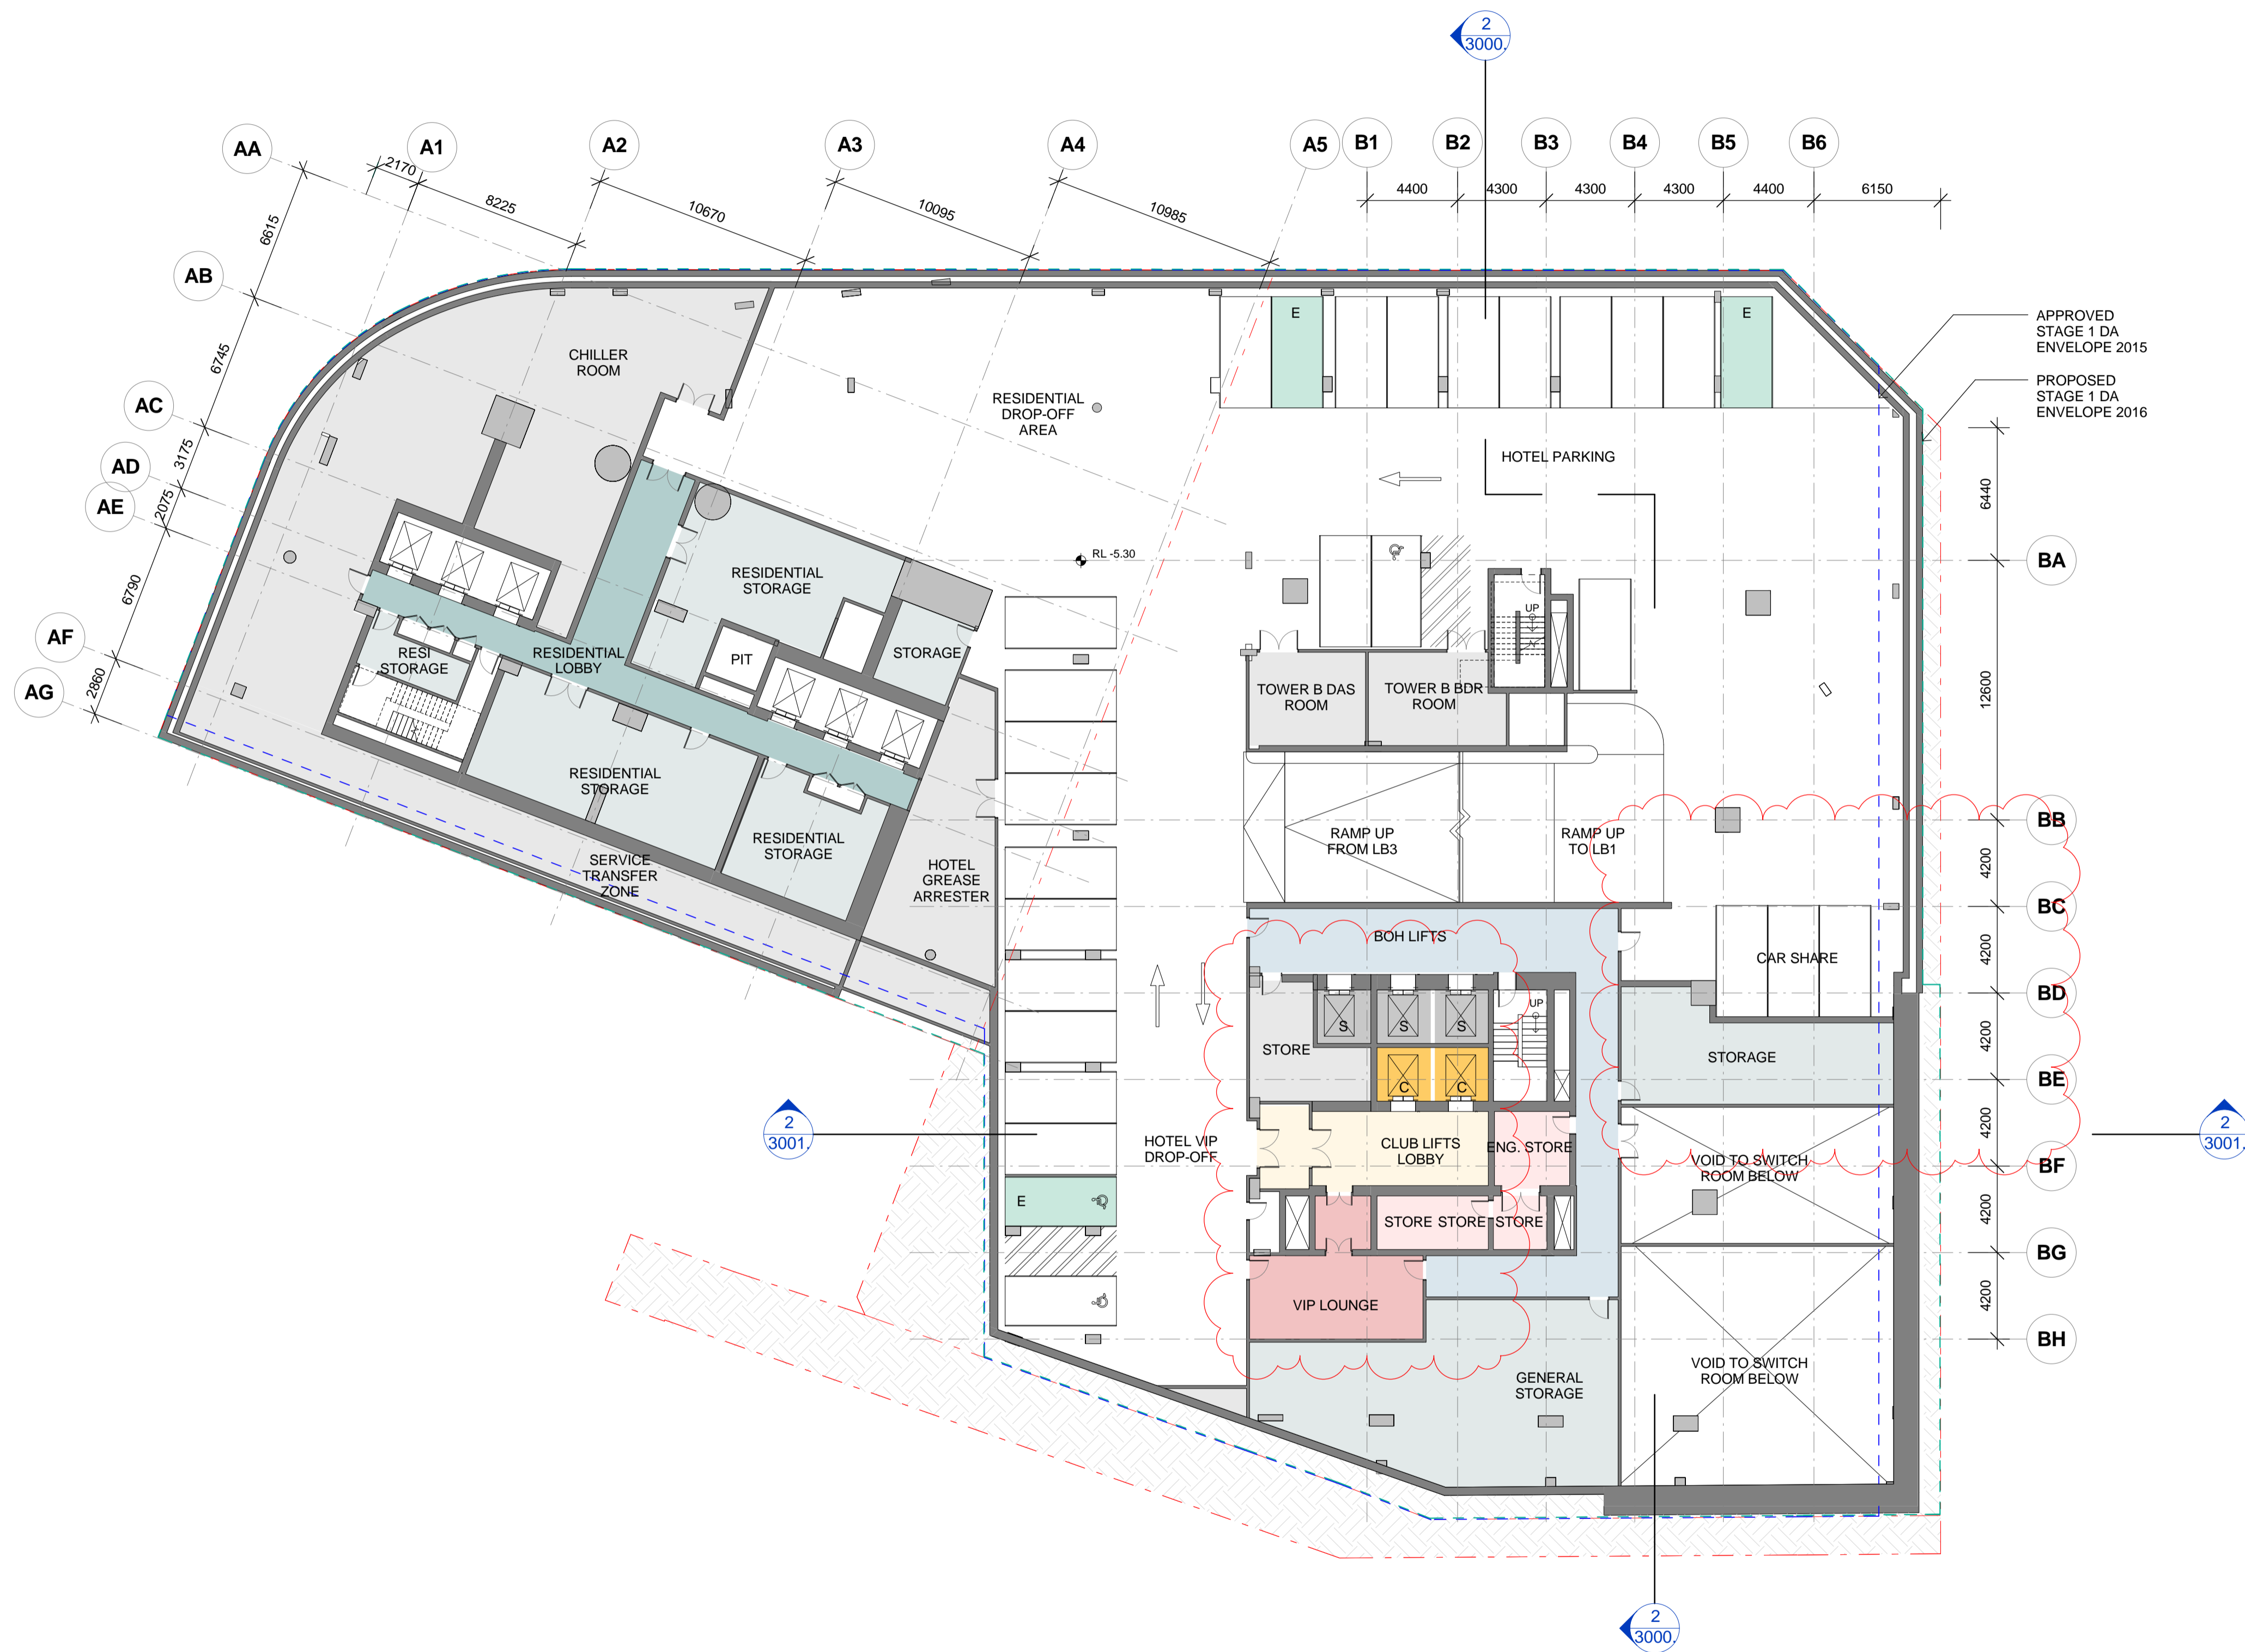 2
3000.
AA
A1
A2
A3
A4
A5
B1
B2
B3
B4
B5
B6
2170
8225
10670
10095
10985
4400
4300
4300
4300
4400
6150
6615
AB
6745
AC
3175
AD
2075
AE
6790
AF
2860
AG
CHILLER
ROOM
RESIDENTIAL
DROP-OFF
AREA
E
E
APPROVED
STAGE 1 DA
ENVELOPE 2015
PROPOSED
STAGE 1 DA
ENVELOPE 2016
HOTEL PARKING
6440
BA
RL -5.30
RESIDENTIAL
STORAGE
UP
RESI
STORAGE
RESIDENTIAL
LOBBY
PIT
STORAGE
TOWER B DAS
ROOM
TOWER B BDR
ROOM
12600
RESIDENTIAL
STORAGE
RESIDENTIAL
STORAGE
SERVICE
TRANSFER
ZONE
HOTEL
GREASE
ARRESTER
RAMP UP
FROM LB3
RAMP UP
TO LB1
BB
4200
BC
BOH LIFTS
CAR SHARE
4200
BD
S
S
S
UP
STORE
STORAGE
4200
BE
C
C
2
3001.
HOTEL VIP
DROP-OFF
CLUB LIFTS
LOBBY
ENG. STORE
4200
2
3001.
VOID TO SWITCH
ROOM BELOW
BF
E
STORE
STORE
STORE
4200
BG
VIP LOUNGE
4200
BH
GENERAL
STORAGE
VOID TO SWITCH
ROOM BELOW
2
3000.